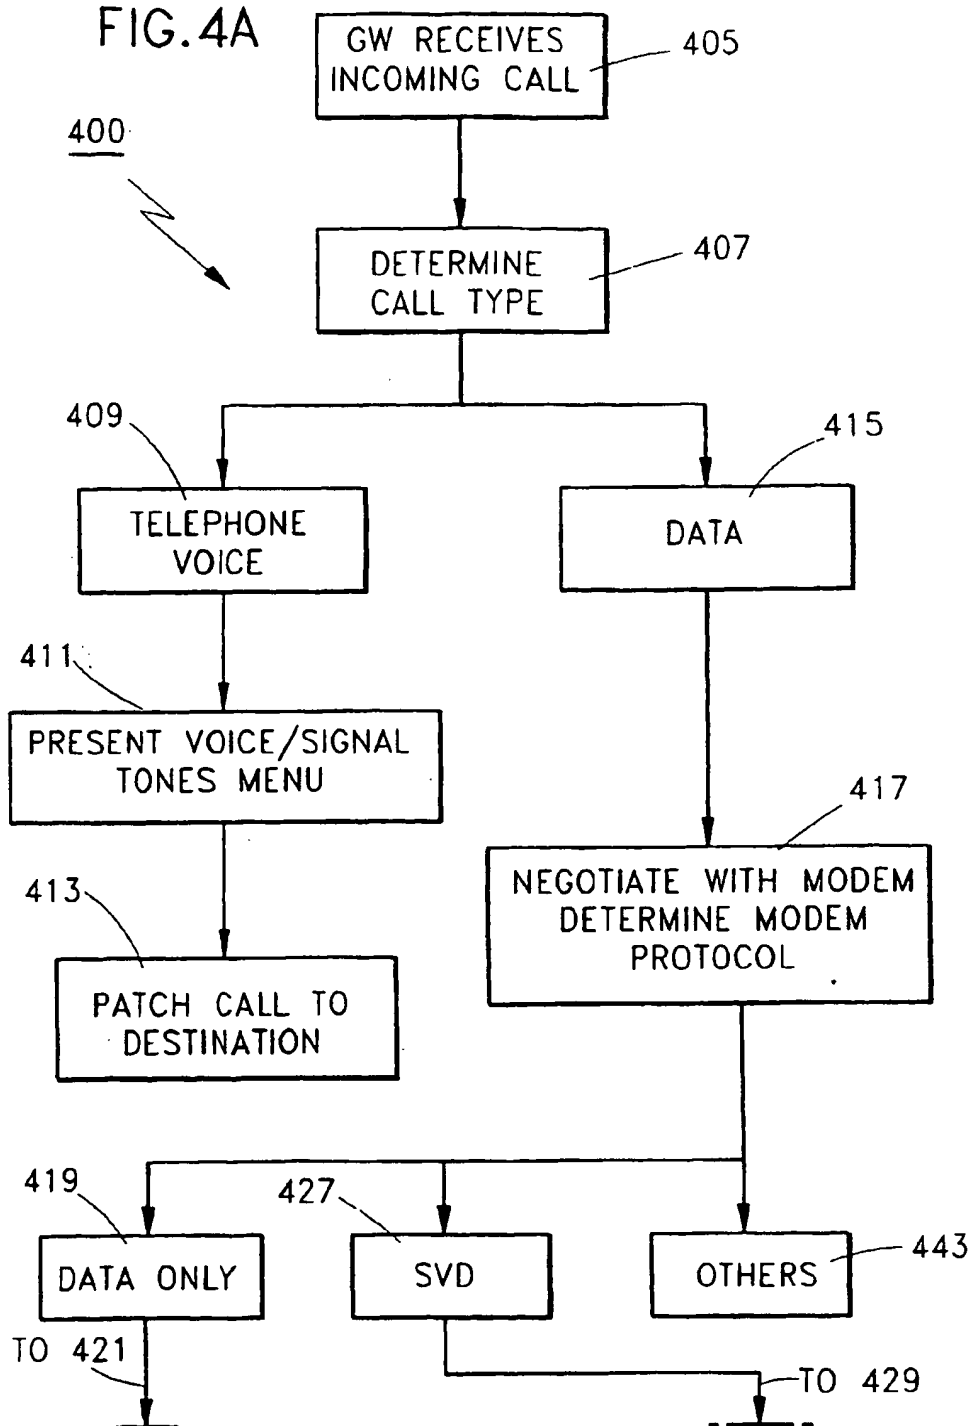 FIG.4A
GW RECEIVES
INCOMING CALL
405
400
DETERMINE
CALL TYPE
407
409
415
TELEPHONE
VOICE
DATA
411
PRESENT VOICE/SIGNAL
TONES MENU
417
413
NEGOTIATE WITH MODEM
DETERMINE MODEM
PROTOCOL
PATCH CALL TO
DESTINATION
419
427
443
DATA ONLY
SVD
OTHERS
TO 421
TO 429